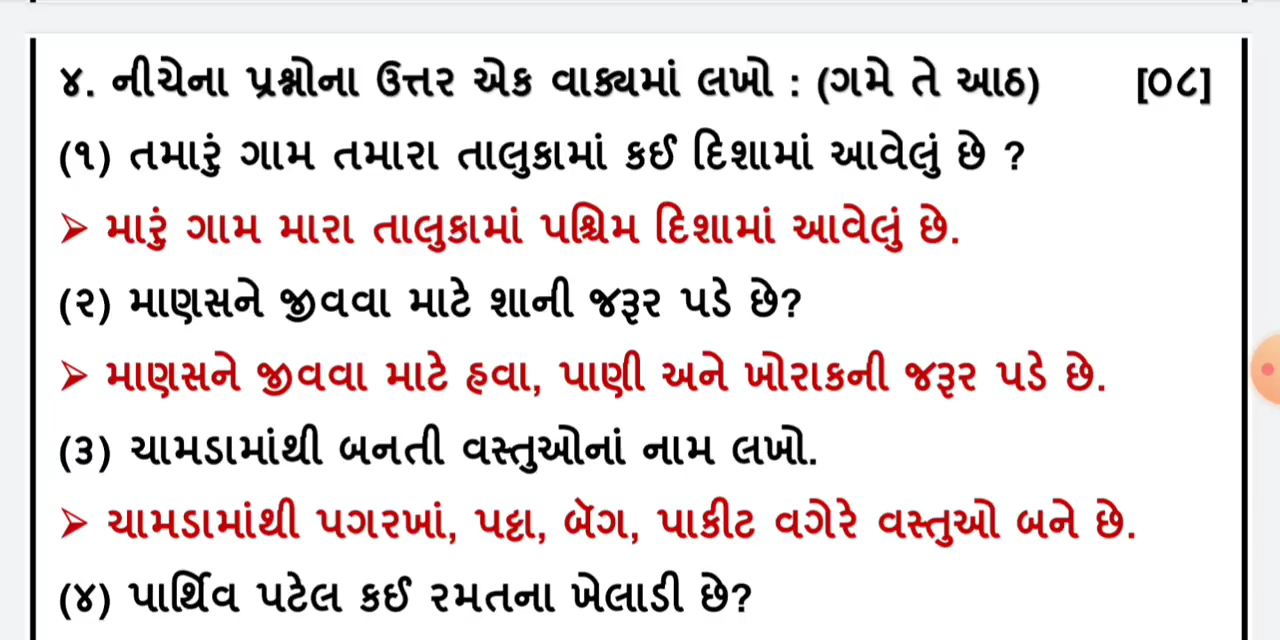 ૪. નીચેના પ્રશ્નોના ઉત્તર એક વાક્યમાં લખો : (ગમે તે આઠ) [૦૮]
(૧) તમારું ગામ તમારા તાલુકામાં કઈ દિશામાં આવેલું છે ?
➢ મારું ગામ મારા તાલુકામાં પશ્ચિમ દિશામાં આવેલું છે.
(૨) માણસને જીવવા માટે શાની જરૂર પડે છે?
➢ માણસને જીવવા માટે હવા, પાણી અને ખોરાકની જરૂર પડે છે.
(૩) ચામડામાંથી બનતી વસ્તુઓનાં નામ લખો.
➢ ચામડામાંથી પગરખાં, પટ્ટા, બૅગ, પાકીટ વગેરે વસ્તુઓ બને છે.
(૪) પાર્થિવ પટેલ કઈ રમતના ખેલાડી છે?